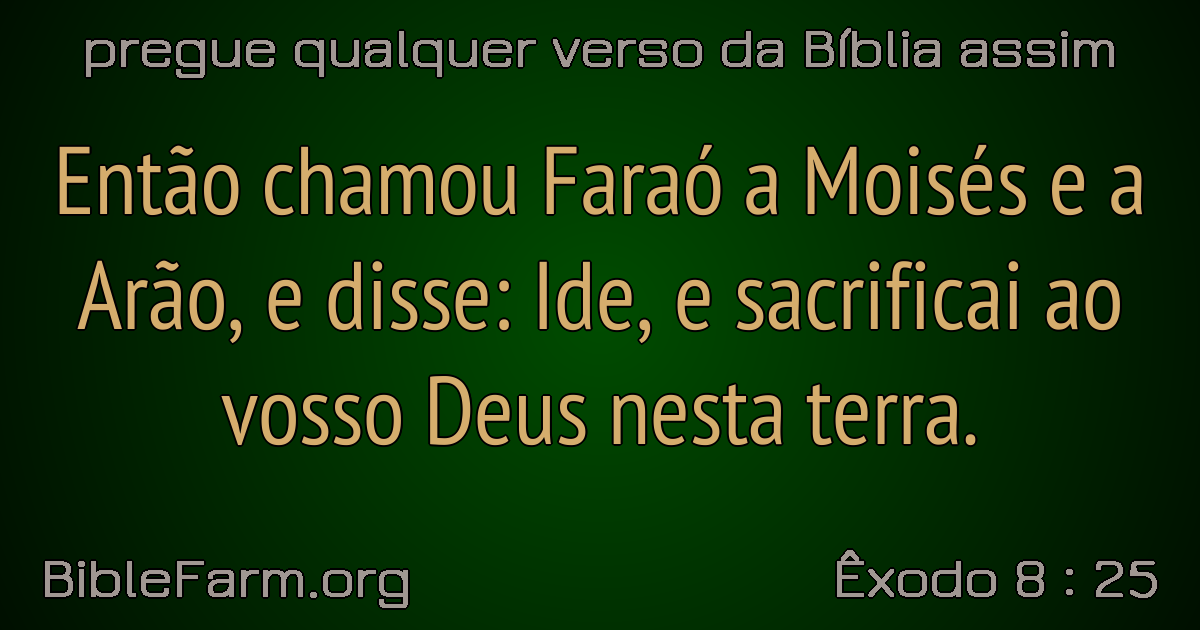 pregue qualquer verso da Bíblia assim
Então chamou Faraó a Moisés e a
Arão, e disse: Ide, e sacrificai ao
vosso Deus nesta terra.
BibleFarm.org
Êxodo 8 : 25